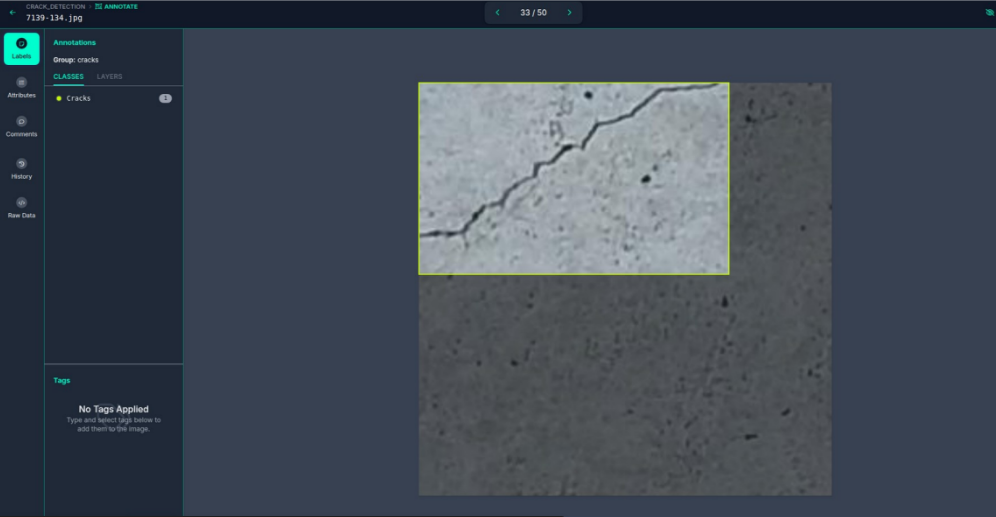 CRACK_DETECTION › ANNOTATE
7139-134.jpg
33 / 50
Labels
Attributes
Comments
History
Raw Data
Annotations
Group: cracks
CLASSES LAYERS
Cracks 1
Tags
No Tags Applied
Type and select tags below to
add them to the image.